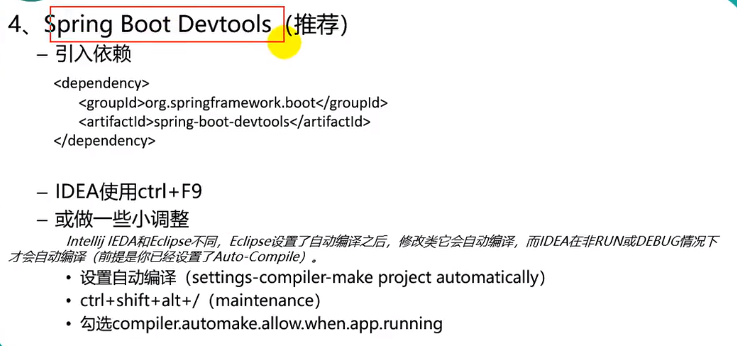 4、Spring Boot Devtools（推荐）
– 引入依赖
<dependency>
<groupId>org.springframework.boot</groupId>
<artifactId>spring-boot-devtools</artifactId>
</dependency>
– IDEA使用ctrl+F9
– 或做一些小调整
Intellij IEDA和Eclipse不同，Eclipse设置了自动编译之后，修改类它会自动编译，而IDEA在非RUN或DEBUG情况下
才会自动编译（前提是你已经设置了Auto-Compile）。
• 设置自动编译（settings-compiler-make project automatically）
• ctrl+shift+alt+/（maintenance）
• 勾选compiler.automake.allow.when.app.running